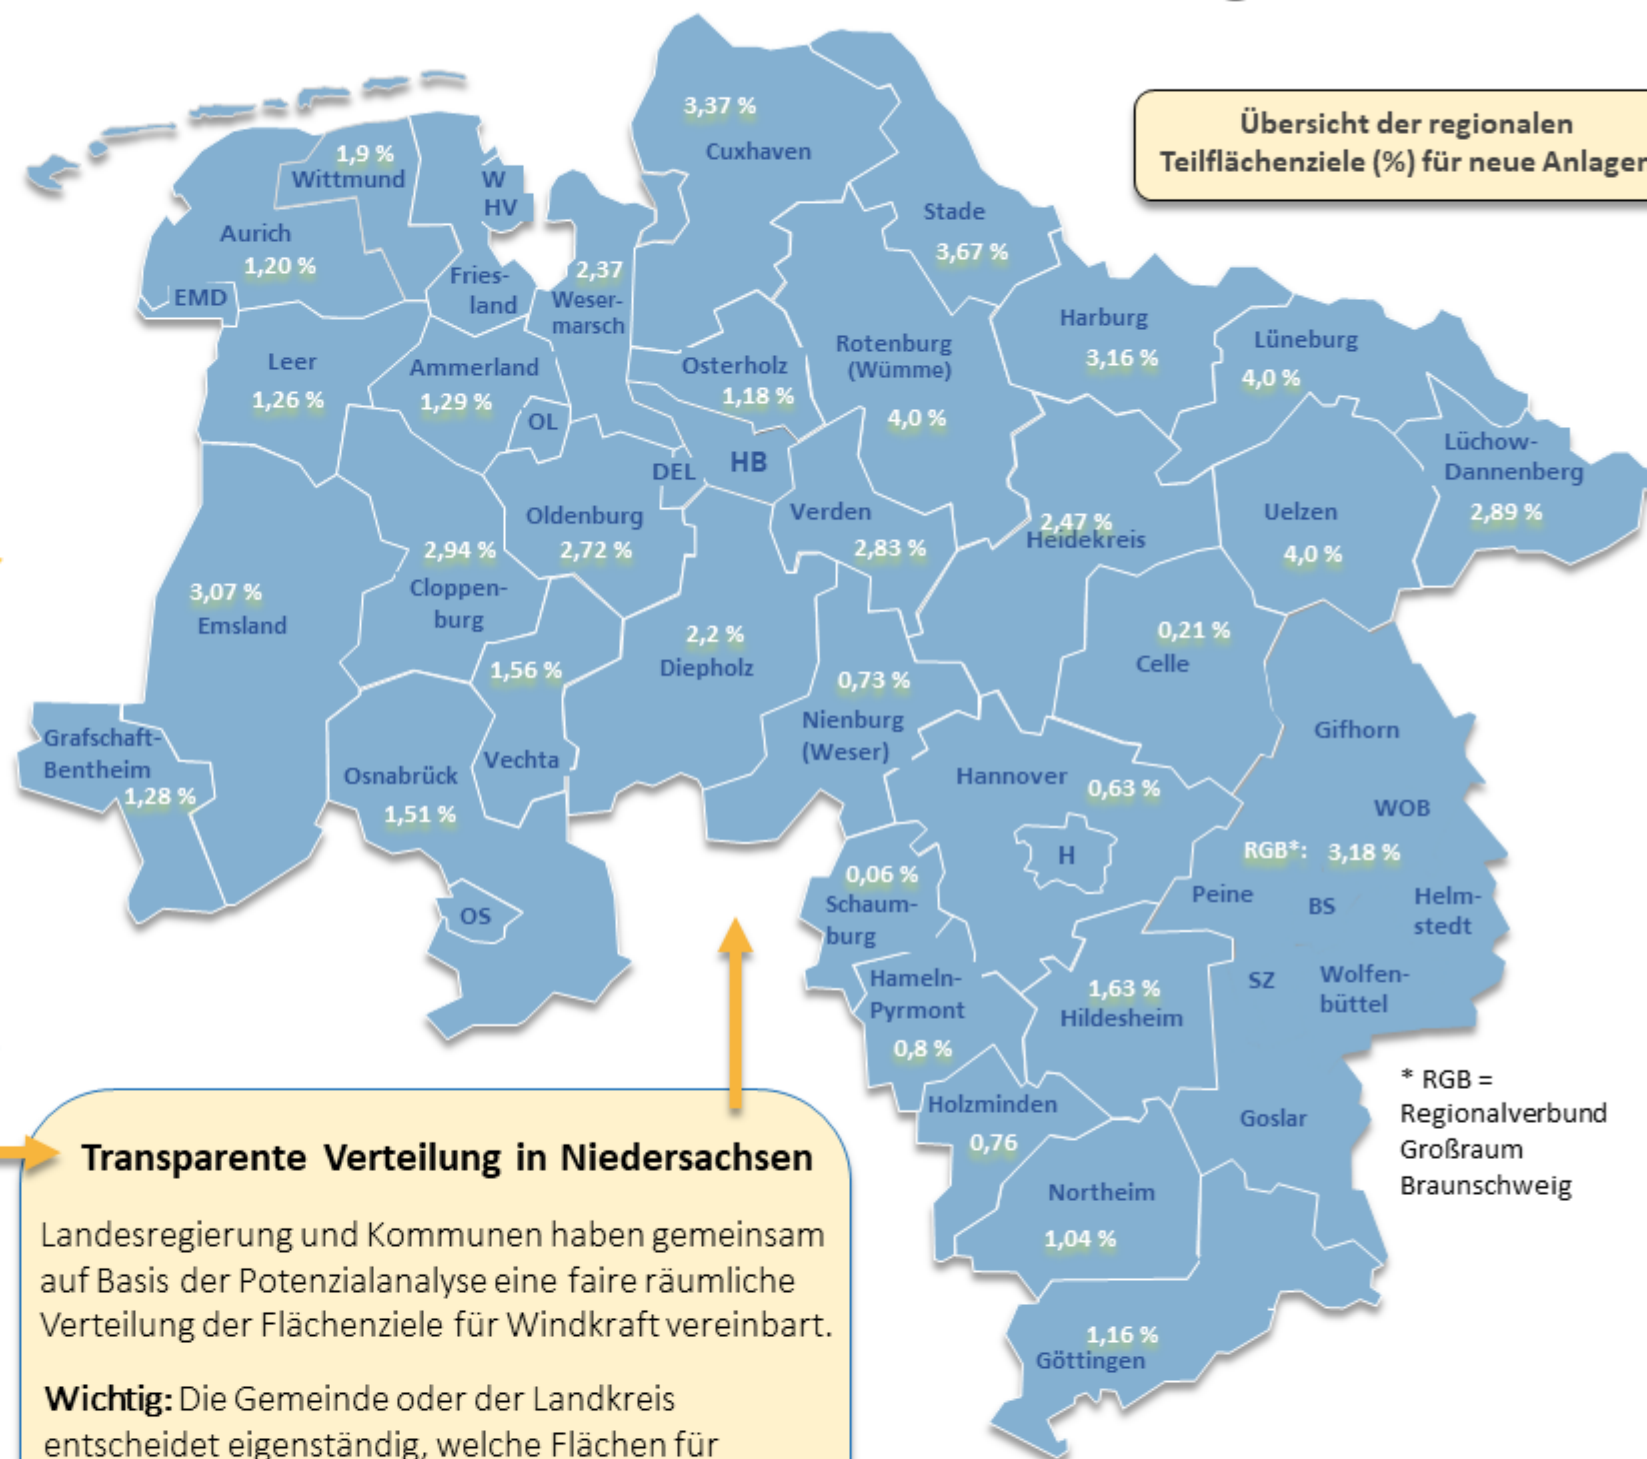 Übersicht der regionalen
Teilflächenziele (%) für neue Anlagen
3,37 %
Cuxhaven
1,9 %
Wittmund
W
HV
Aurich
1,20 %
EMD
Fries-
land
2,37
Weser-
marsch
Stade
3,67 %
Leer
1,26 %
Ammerland
1,29 %
OL
Osterholz
1,18 %
Rotenburg
(Wümme)
4,0 %
Harburg
3,16 %
Lüneburg
4,0 %
Lüchow-
Dannenberg
2,89 %
DEL
HB
Oldenburg
2,72 %
Verden
2,83 %
2,47 %
Heidekreis
Uelzen
4,0 %
2,94 %
Cloppen-
burg
3,07 %
Emsland
1,56 %
Vechta
2,2 %
Diepholz
0,73 %
Nienburg
(Weser)
0,21 %
Celle
Gifhorn
Grafschaft-
Bentheim
1,28 %
Osnabrück
1,51 %
OS
Hannover
0,63 %
H
WOB
RGB*: 3,18 %
Peine
BS
Helm-
stedt
SZ
Wolfen-
büttel
0,06 %
Schaum-
burg
Hameln-
Pyrmont
0,8 %
1,63 %
Hildesheim
Holzminden
0,76
Goslar
Northeim
1,04 %
1,16 %
Göttingen
* RGB =
Regionalverbund
Großraum
Braunschweig
Transparente Verteilung in Niedersachsen
Landesregierung und Kommunen haben gemeinsam
auf Basis der Potenzialanalyse eine faire räumliche
Verteilung der Flächenziele für Windkraft vereinbart.
Wichtig: Die Gemeinde oder der Landkreis
entscheidet eigenständig, welche Flächen für